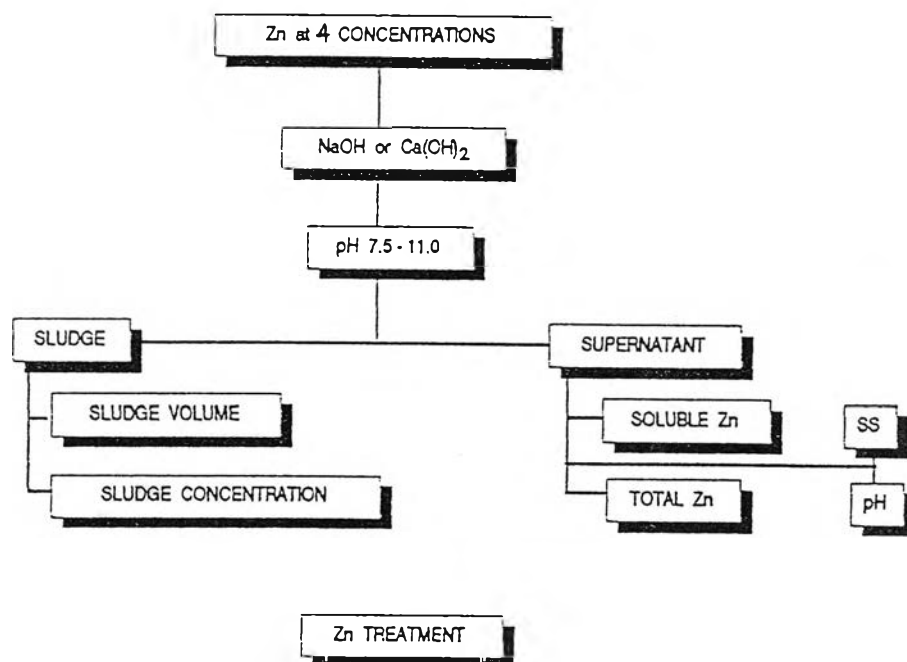 Zn at 4 CONCENTRATIONS
NaOH or Ca(OH)₂
pH 7.5 - 11.0
SLUDGE
SUPERNATANT
SLUDGE VOLUME
SOLUBLE Zn
SS
SLUDGE CONCENTRATION
TOTAL Zn
pH
Zn TREATMENT